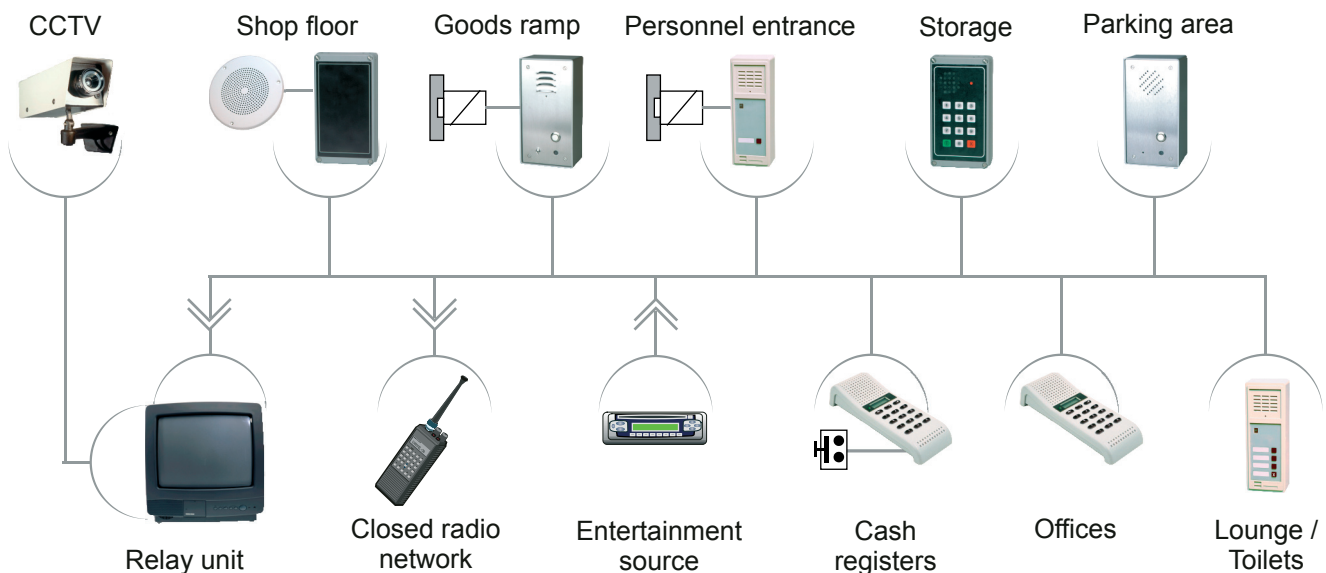 CCTV
Shop floor
Goods ramp
Personnel entrance
Storage
Parking area
Relay unit
Closed radio
network
Entertainment
source
Cash
registers
Offices
Lounge /
Toilets